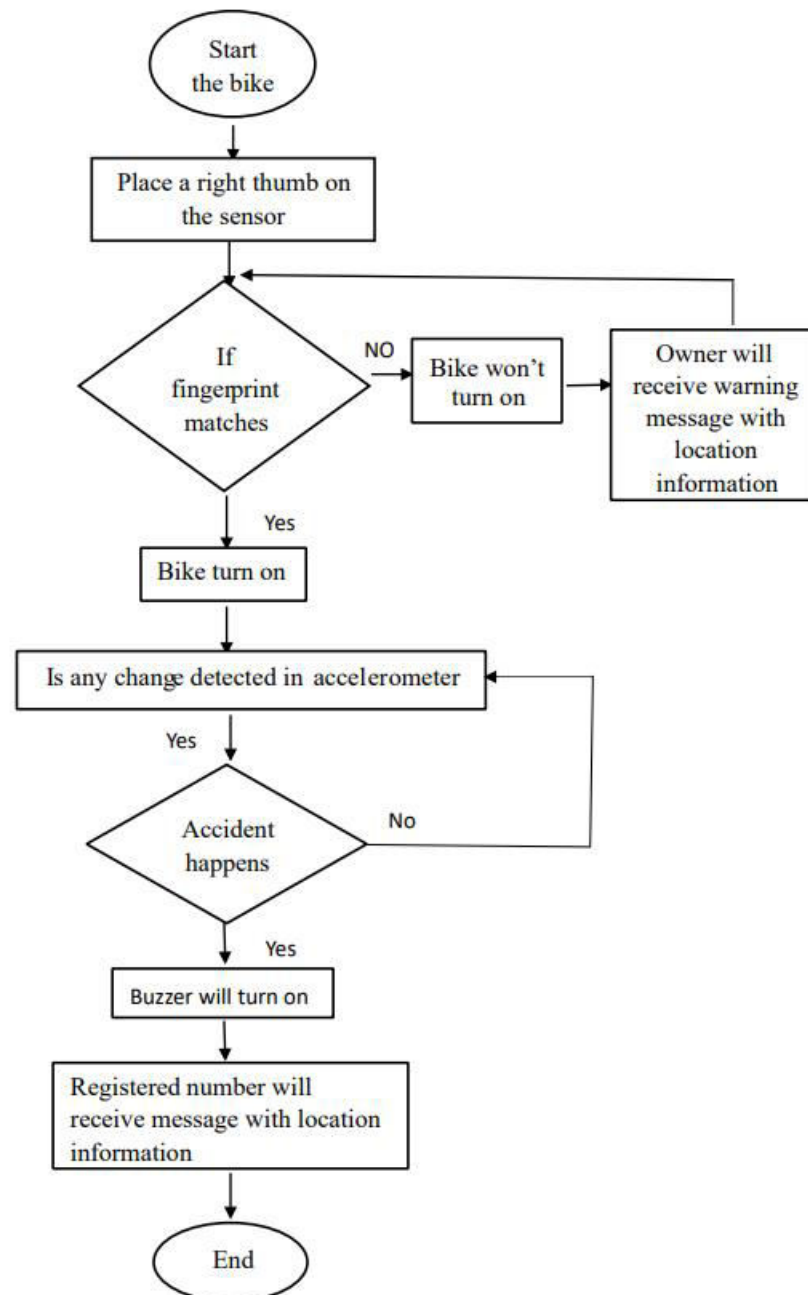 Start
the bike
Place a right thumb on
the sensor
If
fingerprint
matches
NO
Bike won't
turn on
Owner will
receive warning
message with
location
information
Yes
Bike turn on
Is any change detected in accelerometer
Yes
Accident
happens
No
Yes
Buzzer will turn on
Registered number will
receive message with location
information
End